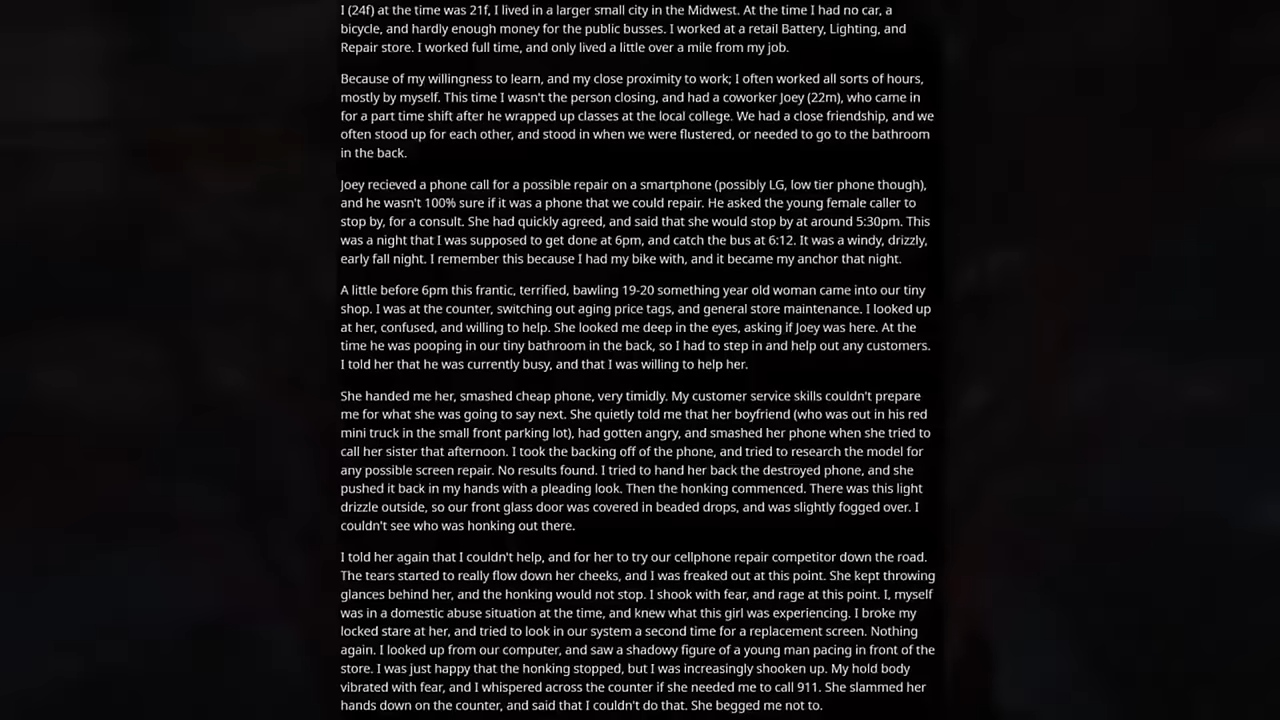 I (24f) at the time was 21f, I lived in a larger small city in the Midwest. At the time I had no car, a
bicycle, and hardly enough money for the public busses. I worked at a retail Battery, Lighting, and
Repair store. I worked full time, and only lived a little over a mile from my job.
Because of my willingness to learn, and my close proximity to work; I often worked all sorts of hours,
mostly by myself. This time I wasn't the person closing, and had a coworker Joey (22m), who came in
for a part time shift after he wrapped up classes at the local college. We had a close friendship, and we
often stood up for each other, and stood in when we were flustered, or needed to go to the bathroom
in the back.
Joey recieved a phone call for a possible repair on a smartphone (possibly LG, low tier phone though),
and he wasn't 100% sure if it was a phone that we could repair. He asked the young female caller to
stop by, for a consult. She had quickly agreed, and said that she would stop by at around 5:30pm. This
was a night that I was supposed to get done at 6pm, and catch the bus at 6:12. It was a windy, drizzly,
early fall night. I remember this because I had my bike with, and it became my anchor that night.
A little before 6pm this frantic, terrified, bawling 19-20 something year old woman came into our tiny
shop. I was at the counter, switching out aging price tags, and general store maintenance. I looked up
at her, confused, and willing to help. She looked me deep in the eyes, asking if Joey was here. At the
time he was pooping in our tiny bathroom in the back, so I had to step in and help out any customers.
I told her that he was currently busy, and that I was willing to help her.
She handed me her, smashed cheap phone, very timidly. My customer service skills couldn't prepare
me for what she was going to say next. She quietly told me that her boyfriend (who was out in his red
mini truck in the small front parking lot), had gotten angry, and smashed her phone when she tried to
call her sister that afternoon. I took the backing off of the phone, and tried to research the model for
any possible screen repair. No results found. I tried to hand her back the destroyed phone, and she
pushed it back in my hands with a pleading look. Then the honking commenced. There was this light
drizzle outside, so our front glass door was covered in beaded drops, and was slightly fogged over. I
couldn't see who was honking out there.
I told her again that I couldn't help, and for her to try our cellphone repair competitor down the road.
The tears started to really flow down her cheeks, and I was freaked out at this point. She kept throwing
glances behind her, and the honking would not stop. I shook with fear, and rage at this point. I, myself
was in a domestic abuse situation at the time, and knew what this girl was experiencing. I broke my
locked stare at her, and tried to look in our system a second time for a replacement screen. Nothing
again. I looked up from our computer, and saw a shadowy figure of a young man pacing in front of the
store. I was just happy that the honking stopped, but I was increasingly shooken up. My hold body
vibrated with fear, and I whispered across the counter if she needed me to call 911. She slammed her
hands down on the counter, and said that I couldn't do that. She begged me not to.